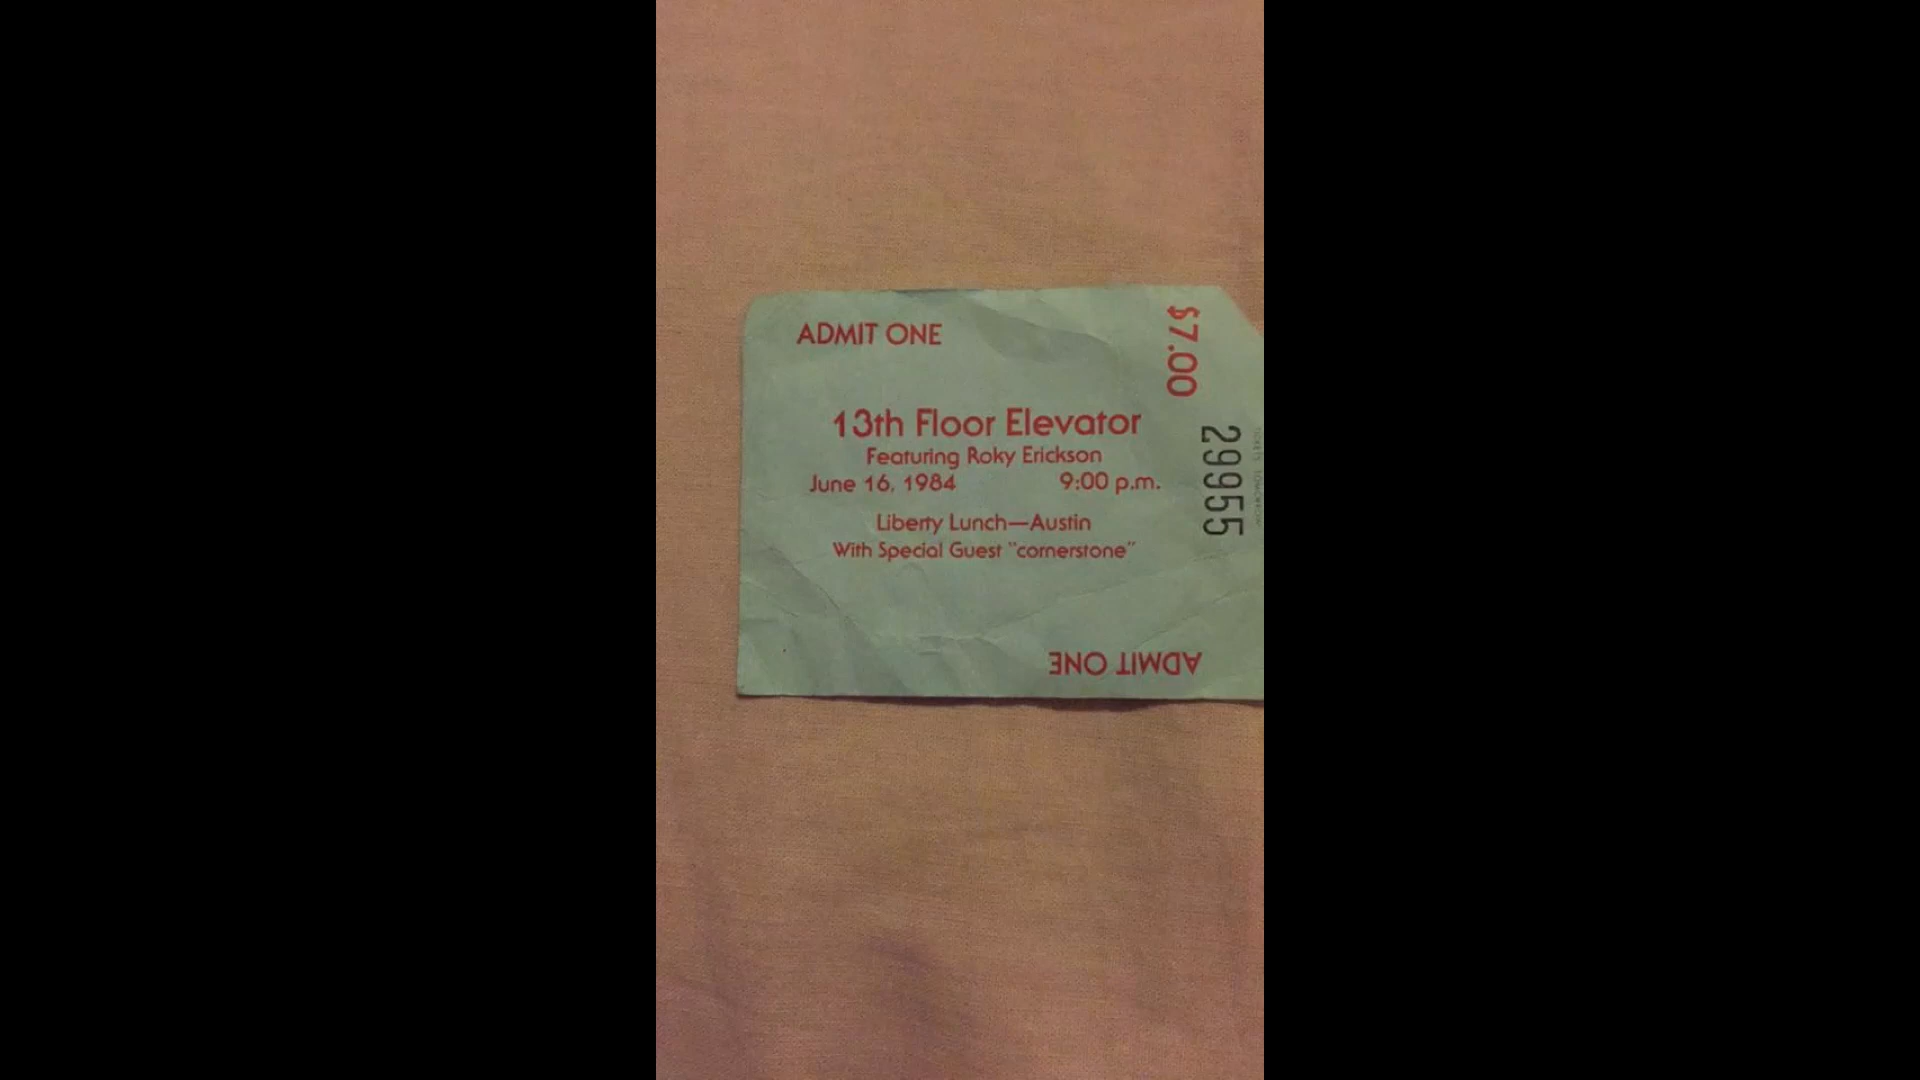 ADMIT ONE
$7.00
13th Floor Elevator
Featuring Roky Erickson
June 16, 1984 9:00 p.m.
29955
Liberty Lunch—Austin
With Special Guest "cornerstone"
ADMIT ONE